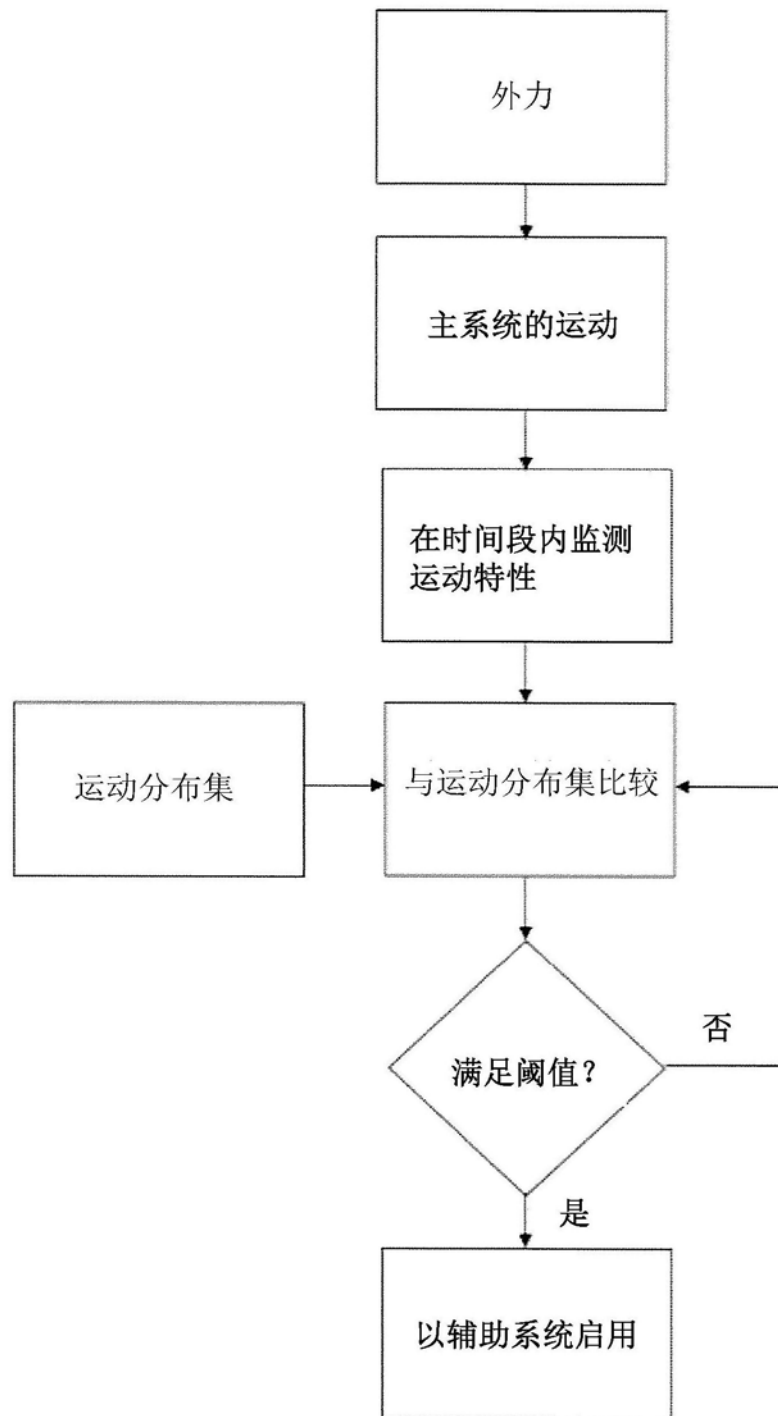 外力
主系统的运动
在时间段内监测
运动特性
运动分布集
与运动分布集比较
否
满足阈值?
是
以辅助系统启用